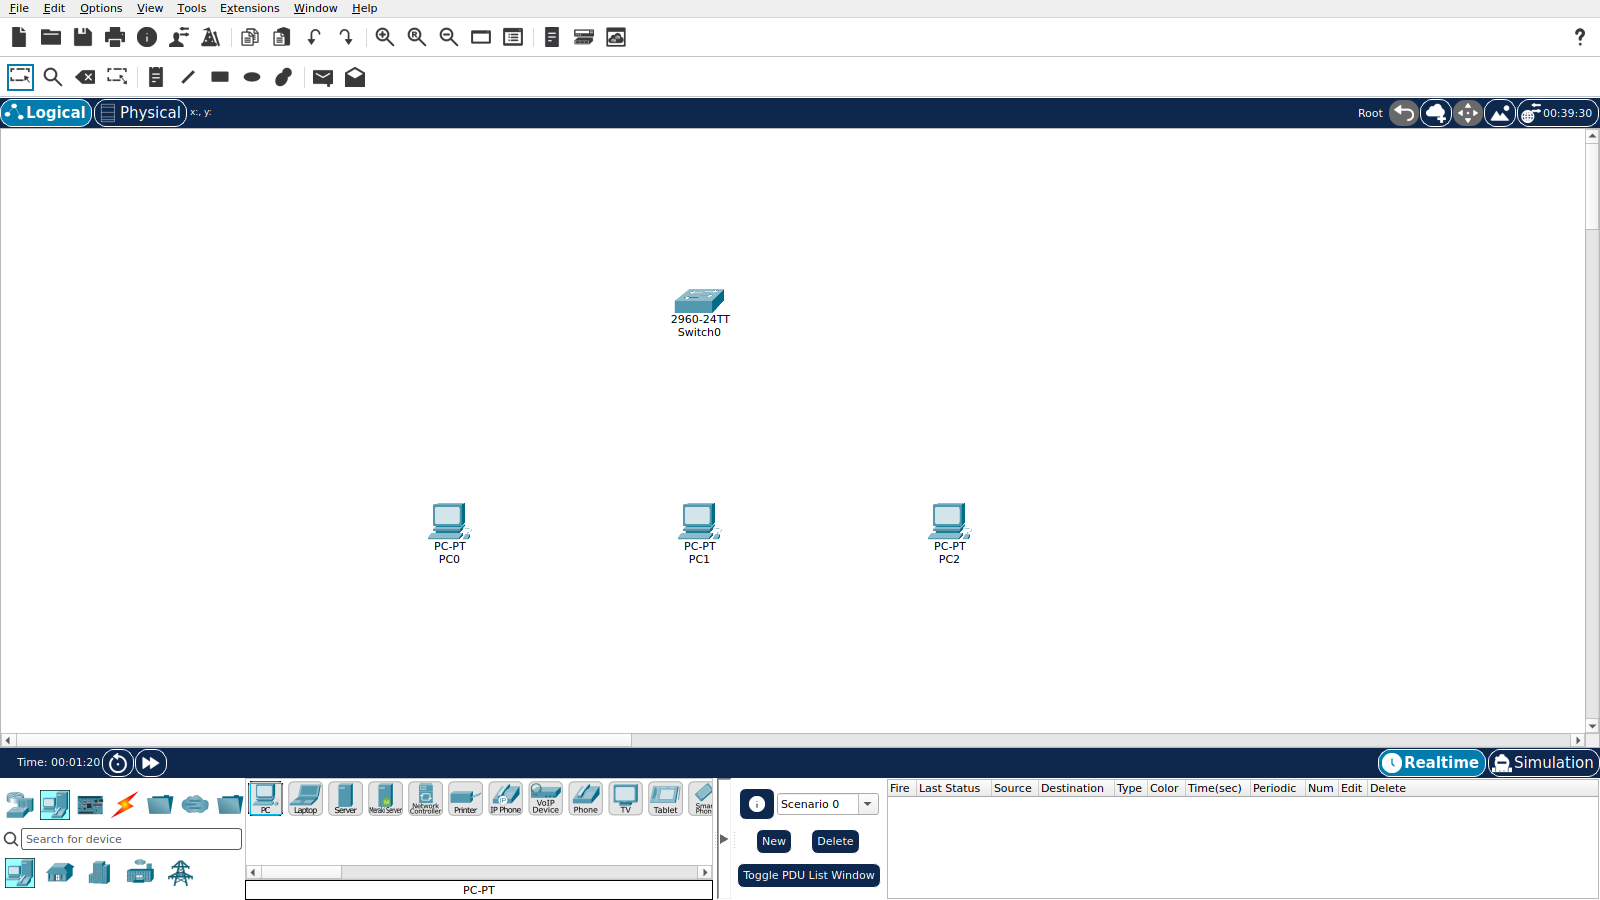 File Edit Options View Tools Extensions Window Help
?
Logical Physical x:, y: Root 00:39:30
2960-24TT
Switch0
PC-PT PC-PT PC-PT
PC0 PC1 PC2
Time: 00:01:20 Realtime Simulation
PC Laptop Server Meraki Server Network Controller Printer IP Phone VoIP Device Phone TV Tablet
Search for device
PC-PT
Scenario 0
New Delete
Toggle PDU List Window
Fire Last Status Source Destination Type Color Time(sec) Periodic Num Edit Delete